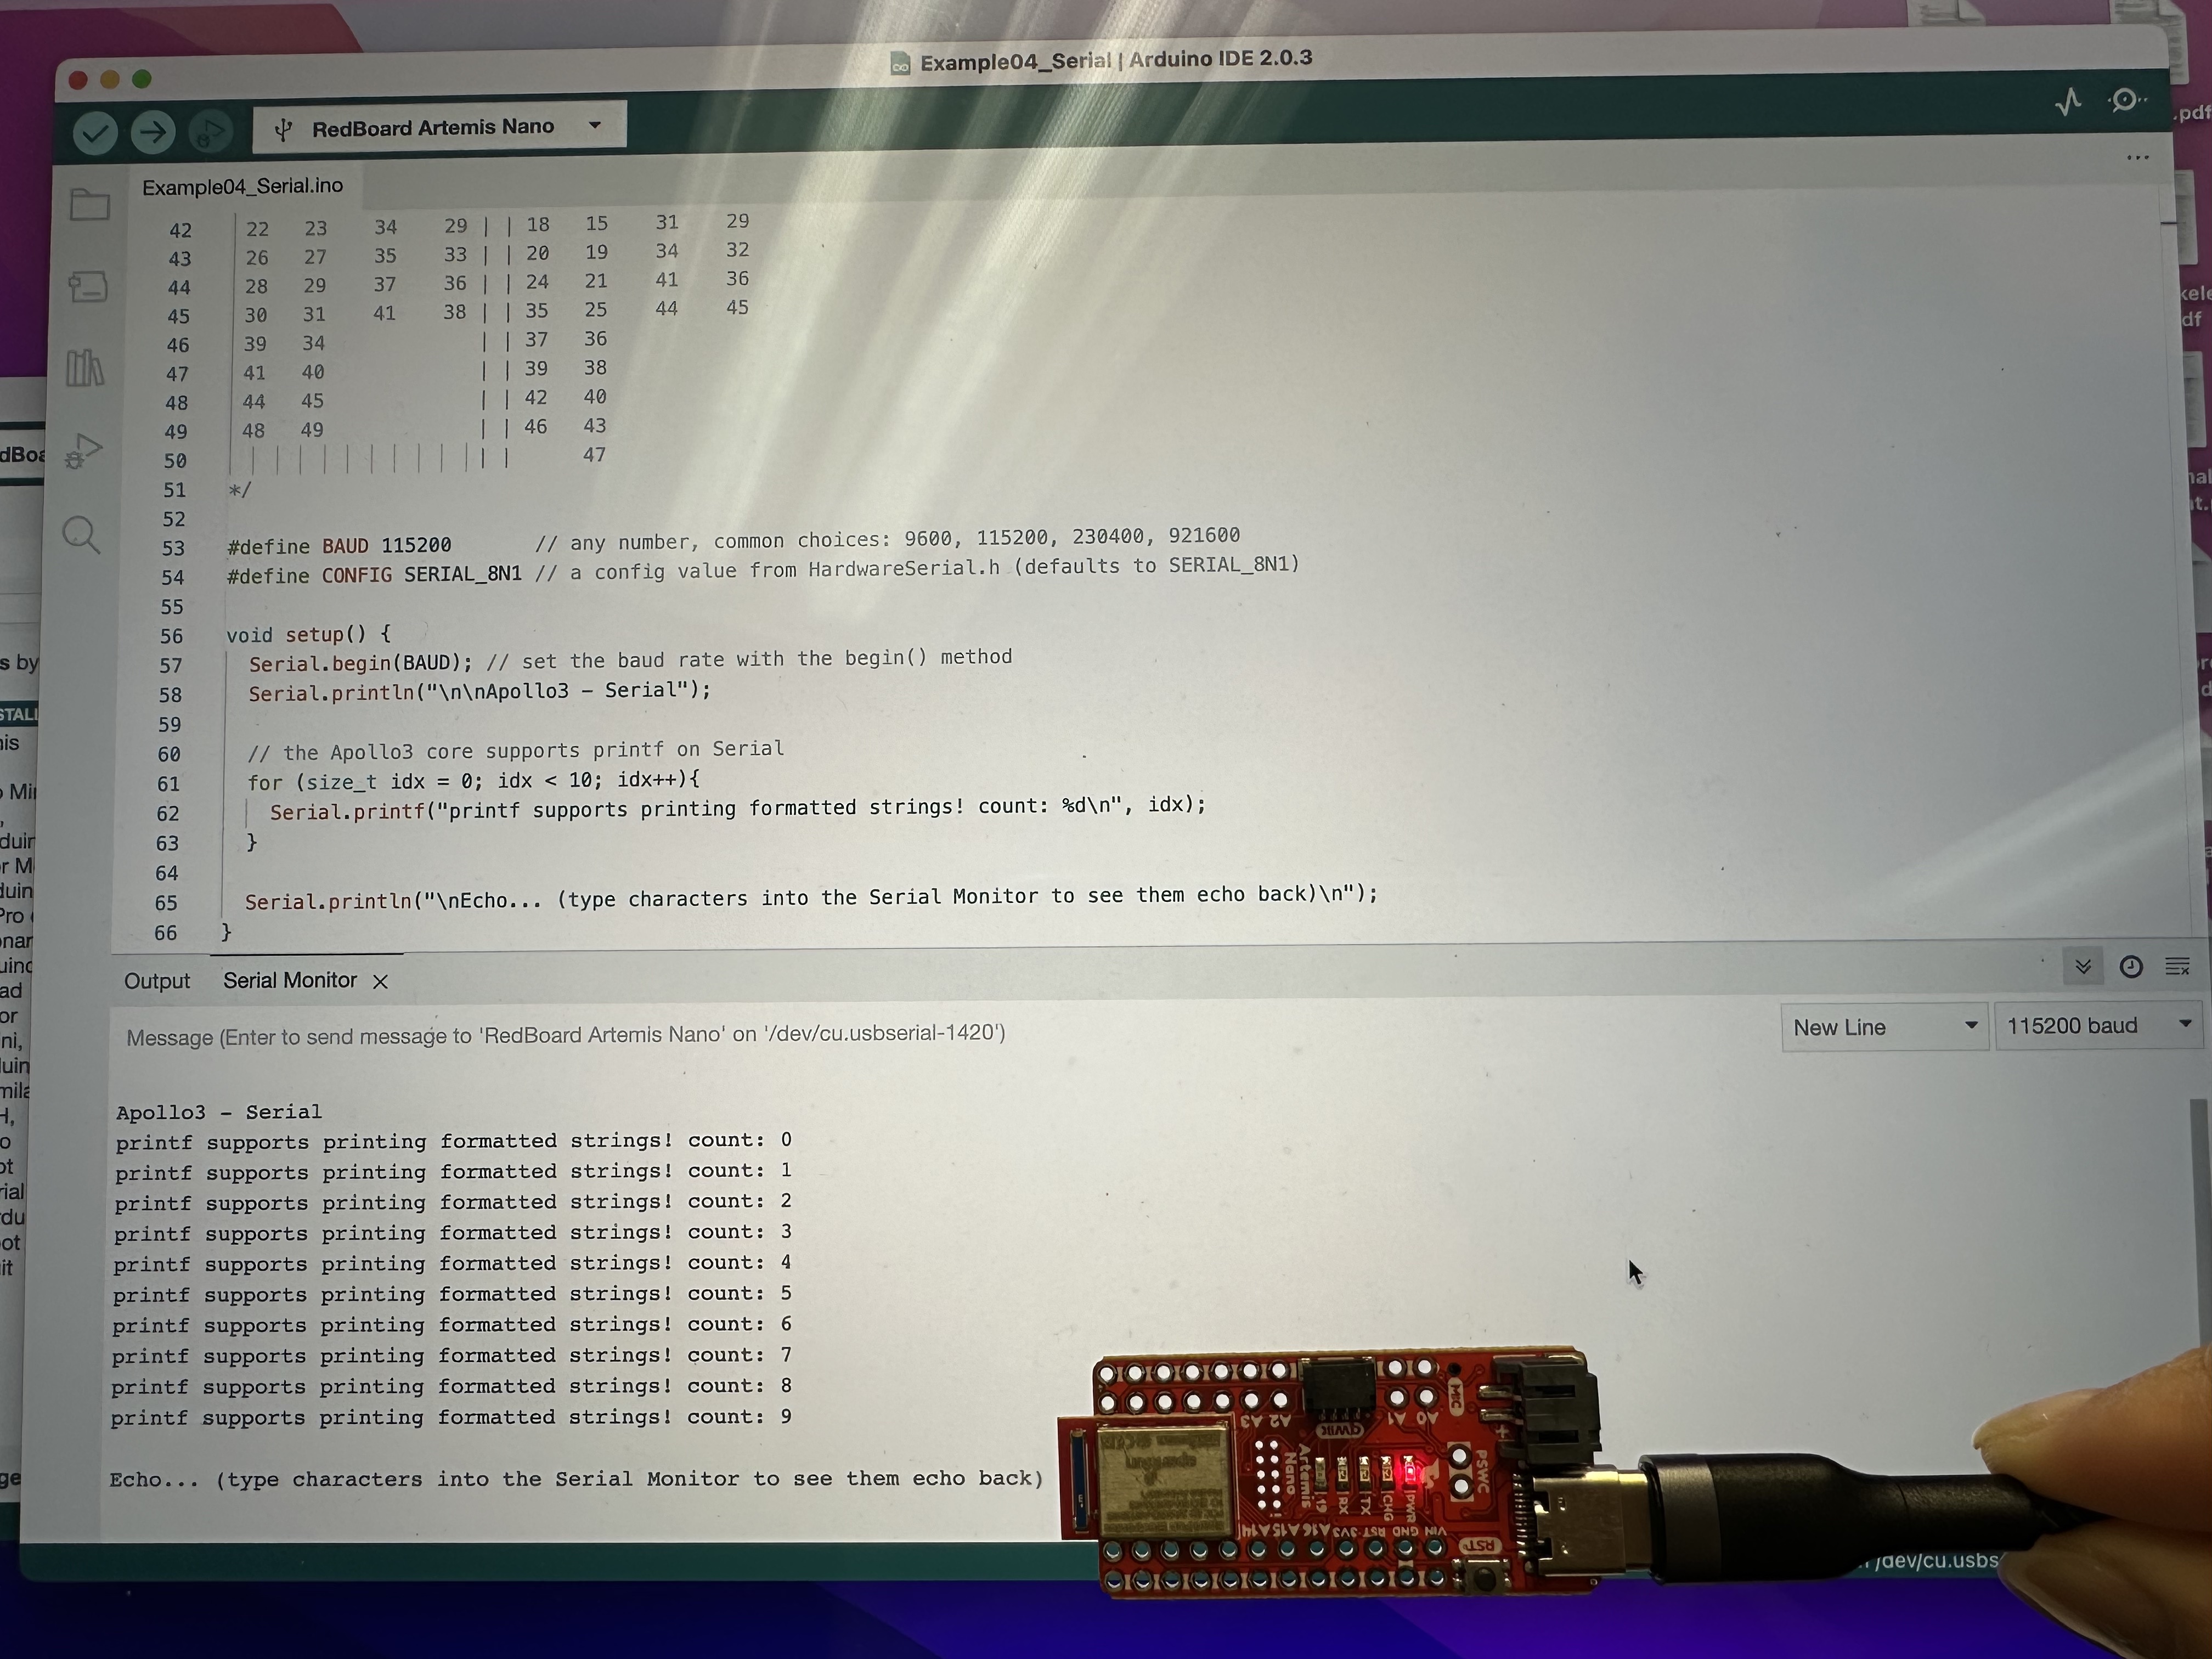 Example04_Serial | Arduino IDE 2.0.3
RedBoard Artemis Nano
.pdf
Example04_Serial.ino
42 22 23 34 29 | | 18 15 31 29
43 26 27 35 33 | | 20 19 34 32
44 28 29 37 36 | | 24 21 41 36
45 30 31 41 38 | | 35 25 44 45
46 39 34 | | 37 36
47 41 40 | | 39 38
48 44 45 | | 42 40
49 48 49 | | 46 43
50 | | 47
51 */
52
53 #define BAUD 115200 // any number, common choices: 9600, 115200, 230400, 921600
54 #define CONFIG SERIAL_8N1 // a config value from HardwareSerial.h (defaults to SERIAL_8N1)
55
56 void setup() {
57 Serial.begin(BAUD); // set the baud rate with the begin() method
58 Serial.println("\n\nApollo3 - Serial");
59
60 // the Apollo3 core supports printf on Serial
61 for (size_t idx = 0; idx < 10; idx++){
62 Serial.printf("printf supports printing formatted strings! count: %d\n", idx);
63 }
64
65 Serial.println("\nEcho... (type characters into the Serial Monitor to see them echo back)\n");
66 }
Output Serial Monitor
Message (Enter to send message to 'RedBoard Artemis Nano' on '/dev/cu.usbserial-1420')
New Line 115200 baud
Apollo3 - Serial
printf supports printing formatted strings! count: 0
printf supports printing formatted strings! count: 1
printf supports printing formatted strings! count: 2
printf supports printing formatted strings! count: 3
printf supports printing formatted strings! count: 4
printf supports printing formatted strings! count: 5
printf supports printing formatted strings! count: 6
printf supports printing formatted strings! count: 7
printf supports printing formatted strings! count: 8
printf supports printing formatted strings! count: 9
Echo... (type characters into the Serial Monitor to see them echo back)
A3 A2 A1 A0
MIC
qwiic
Artemis
Nano
19 RX TX CHG PWR
PSWC
A14 A15 A16 3V3 RST GND VIN
RST
/dev/cu.usbs